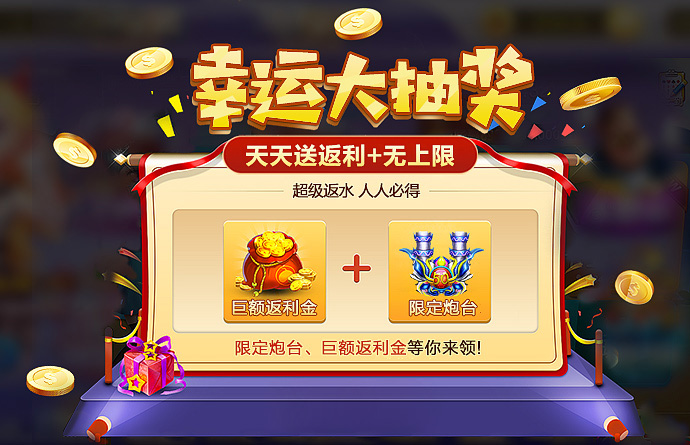 幸运大抽奖
天天送返利+无上限
超级返水 人人必得
巨额返利金
+
限定炮台
50
限定炮台、巨额返利金等你来领!